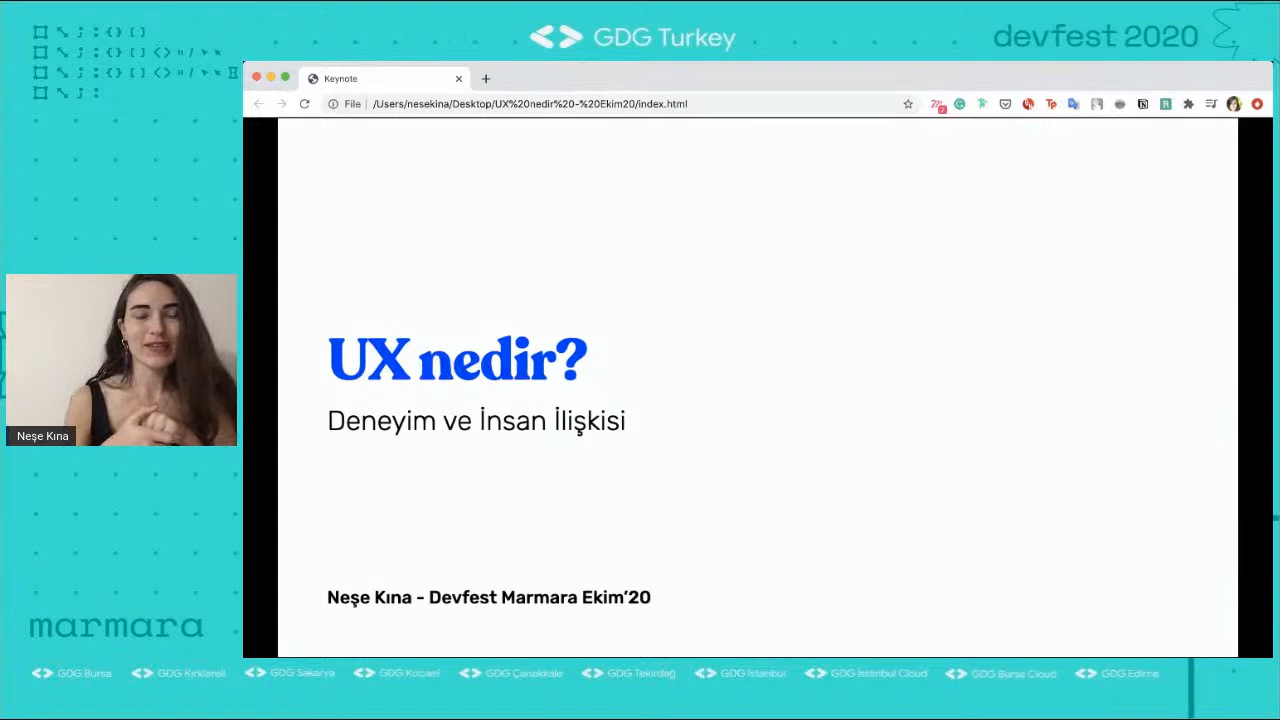 GDG Turkey
devfest 2020
Keynote
File
/Users/nesekina/Desktop/UX%20nedir%20-%20Ekim20/index.html
UX nedir?
Deneyim ve İnsan İlişkisi
Neşe Kına
Neşe Kına - Devfest Marmara Ekim'20
marmara
GDG Bursa
GDG Kırklareli
GDG Sakarya
GDG Kocaeli
GDG Çanakkale
GDG Tekirdağ
GDG İstanbul
GDG İstanbul Cloud
GDG Bursa Cloud
GDG Edirne